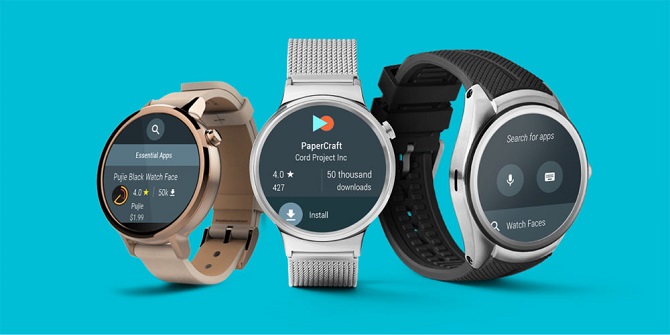 Essential Apps
Pujie Black Watch Face
4.0 ★ 50k
Pujie
$1.99
PaperCraft
Cord Project Inc
4.0 ★
427
50 thousand
downloads
Install
Search for apps
Watch Faces